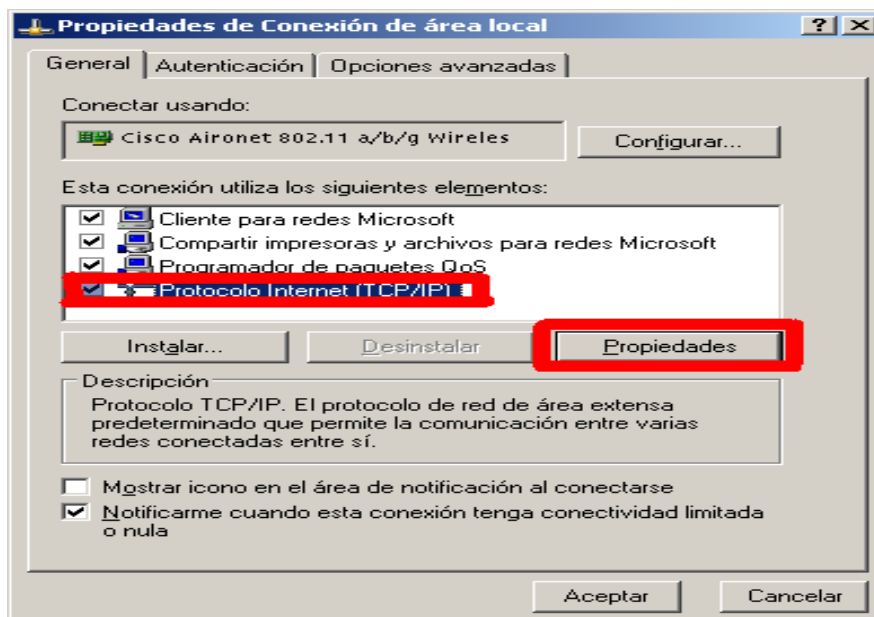 Propiedades de Conexión de área local
General Autenticación Opciones avanzadas
Conectar usando:
Cisco Aironet 802.11 a/b/g Wireles
Configurar...
Esta conexión utiliza los siguientes elementos:
Cliente para redes Microsoft
Compartir impresoras y archivos para redes Microsoft
Programador de paquetes QoS
Protocolo Internet (TCP/IP)
Instalar... Desinstalar Propiedades
Descripción
Protocolo TCP/IP. El protocolo de red de área extensa
predeterminado que permite la comunicación entre varias
redes conectadas entre sí.
Mostrar icono en el área de notificación al conectarse
Notificarme cuando esta conexión tenga conectividad limitada
o nula
Aceptar Cancelar